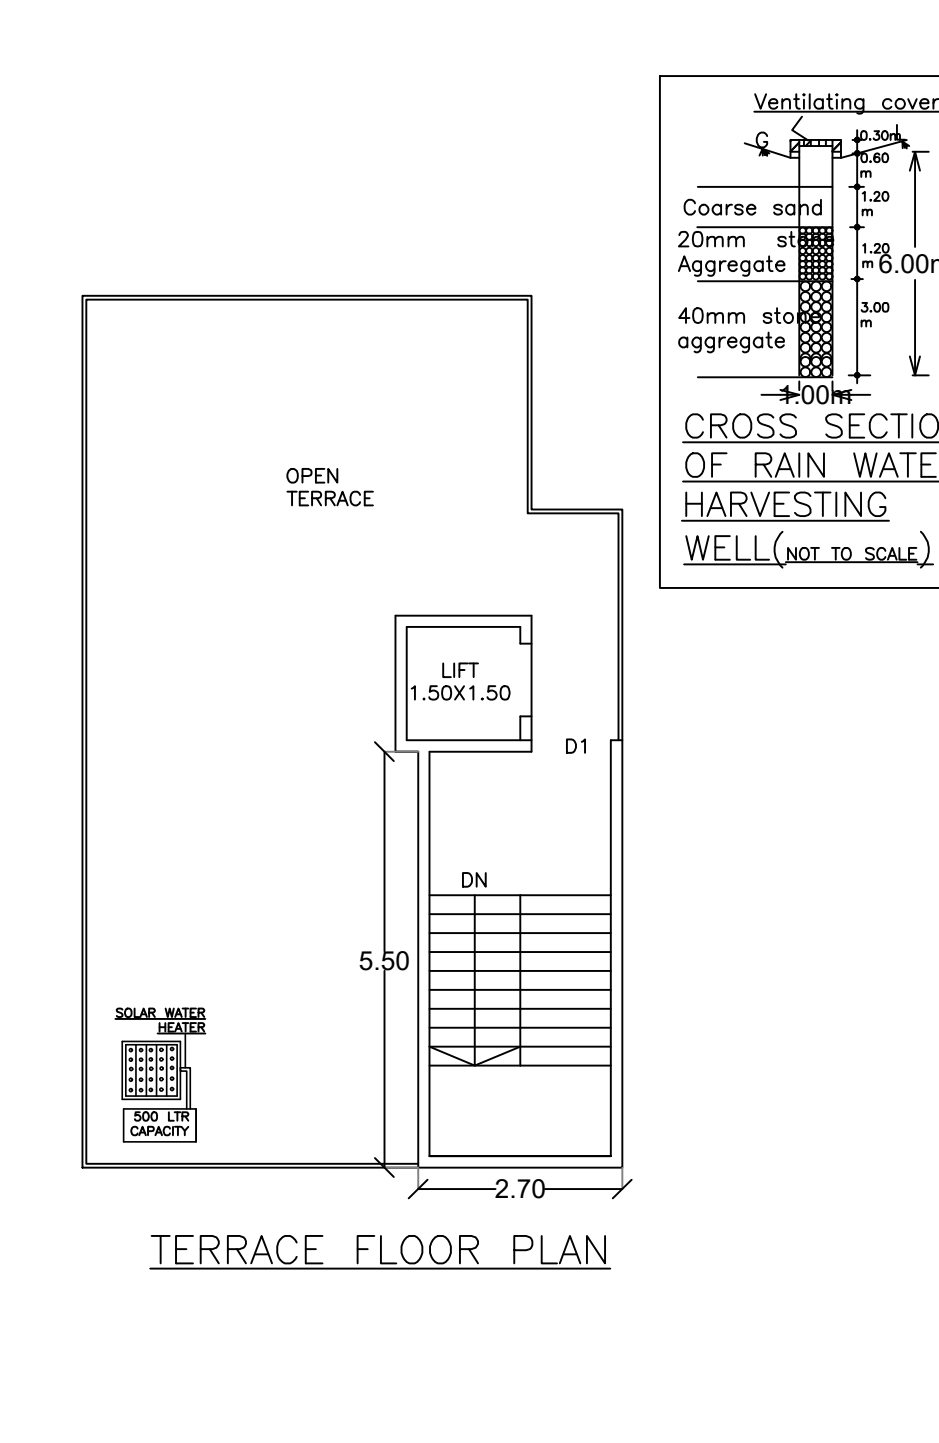 Ventilating cover
G
L
0.30m
0.60
m
1.20
m
Coarse sand
20mm stone
Aggregate
1.20
m
6.00m
40mm stone
aggregate
3.00
m
1.00m
CROSS SECTIO
OF RAIN WATE
HARVESTING
WELL(NOT TO SCALE)
OPEN
TERRACE
LIFT
1.50X1.50
D1
DN
5.50
SOLAR WATER
HEATER
500 LTR
CAPACITY
2.70
TERRACE FLOOR PLAN